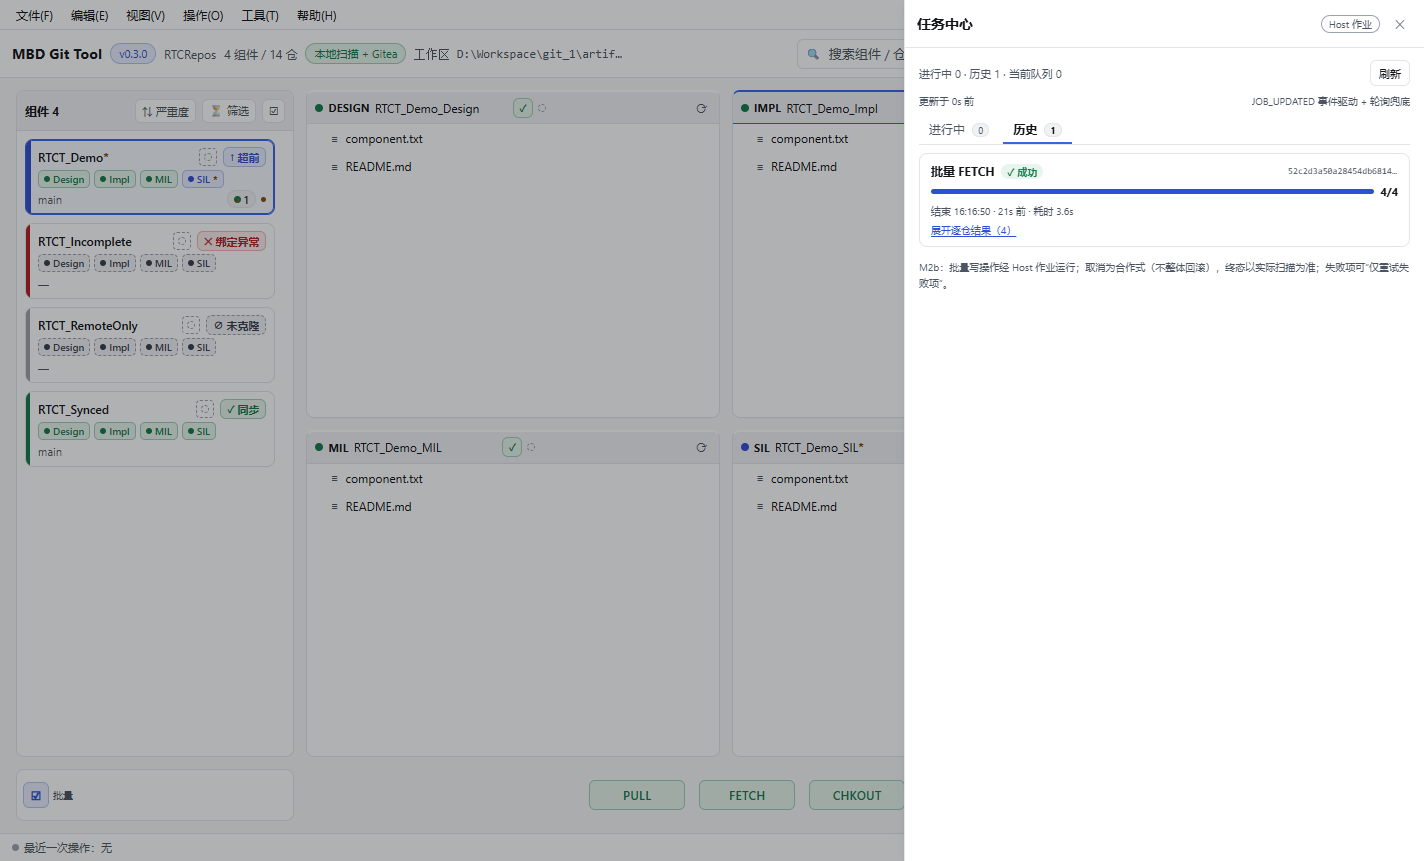 文件(F) 编辑(E) 视图(V) 操作(O) 工具(T) 帮助(H)
MBD Git Tool v0.3.0 RTCRepos 4 组件 / 14 仓 本地扫描 + Gitea 工作区 D:\Workspace\git_1\artif… 搜索组件 / 仓
组件 4 严重度 筛选
RTCT_Demo* ↑ 超前
Design Impl MIL SIL *
main 1
RTCT_Incomplete ✕ 绑定异常
Design Impl MIL SIL
—
RTCT_RemoteOnly ⊘ 未克隆
Design Impl MIL SIL
—
RTCT_Synced ✓ 同步
Design Impl MIL SIL
main
批量
DESIGN RTCT_Demo_Design ✓
component.txt
README.md
IMPL RTCT_Demo_Impl
component.txt
README.md
MIL RTCT_Demo_MIL ✓
component.txt
README.md
SIL RTCT_Demo_SIL*
component.txt
README.md
PULL FETCH CHKOUT
最近一次操作：无
任务中心 Host 作业
进行中 0 · 历史 1 · 当前队列 0 刷新
更新于 0s 前 JOB_UPDATED 事件驱动 + 轮询兜底
进行中 0 历史 1
批量 FETCH ✓ 成功 52c2d3a50a28454db6814…
4/4
结束 16:16:50 · 21s 前 · 耗时 3.6s
展开逐仓结果（4）
M2b：批量写操作经 Host 作业运行；取消为合作式（不整体回滚），终态以实际扫描为准；失败项可"仅重试失
败项"。